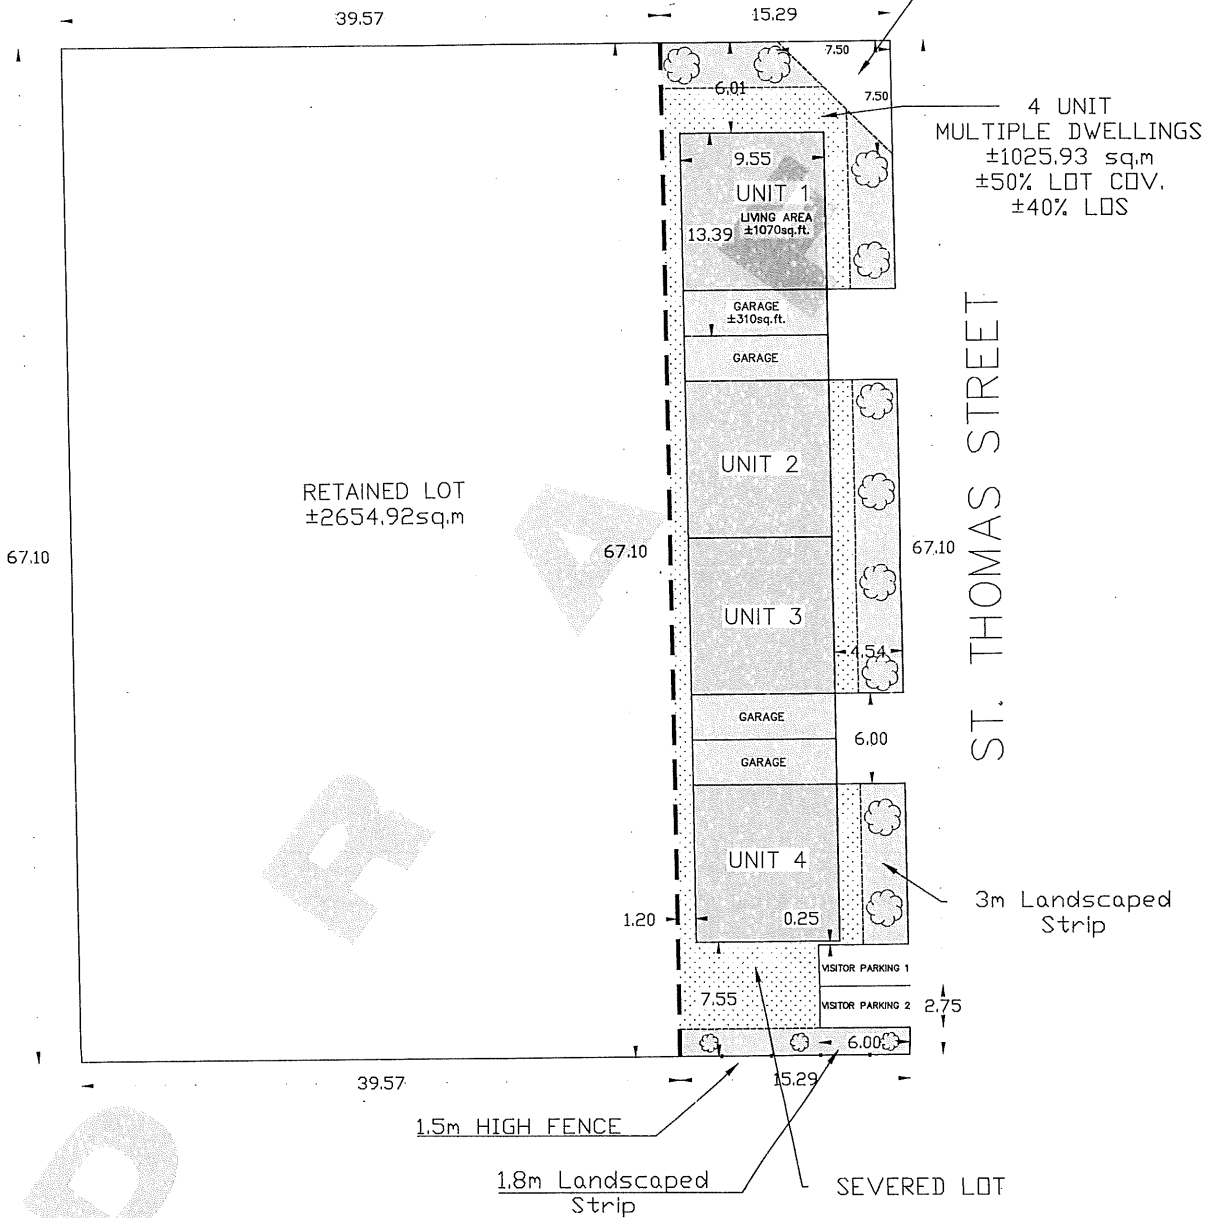 39.57
15.29
7.50
7.50
6.01
4 UNIT
MULTIPLE DWELLINGS
±1025.93 sq.m
±50% LOT COV.
±40% LOS
9.55
UNIT 1
LIVING AREA
±1070sq.ft.
13.39
GARAGE
±310sq.ft.
GARAGE
UNIT 2
RETAINED LOT
±2654.92sq.m
67.10
67.10
67.10
ST. THOMAS STREET
UNIT 3
4.54
GARAGE
6.00
GARAGE
UNIT 4
1.20
0.25
3m Landscaped
Strip
VISITOR PARKING 1
7.55
VISITOR PARKING 2
2.75
6.00
39.57
15.29
1.5m HIGH FENCE
1.8m Landscaped
Strip
SEVERED LOT
D R A